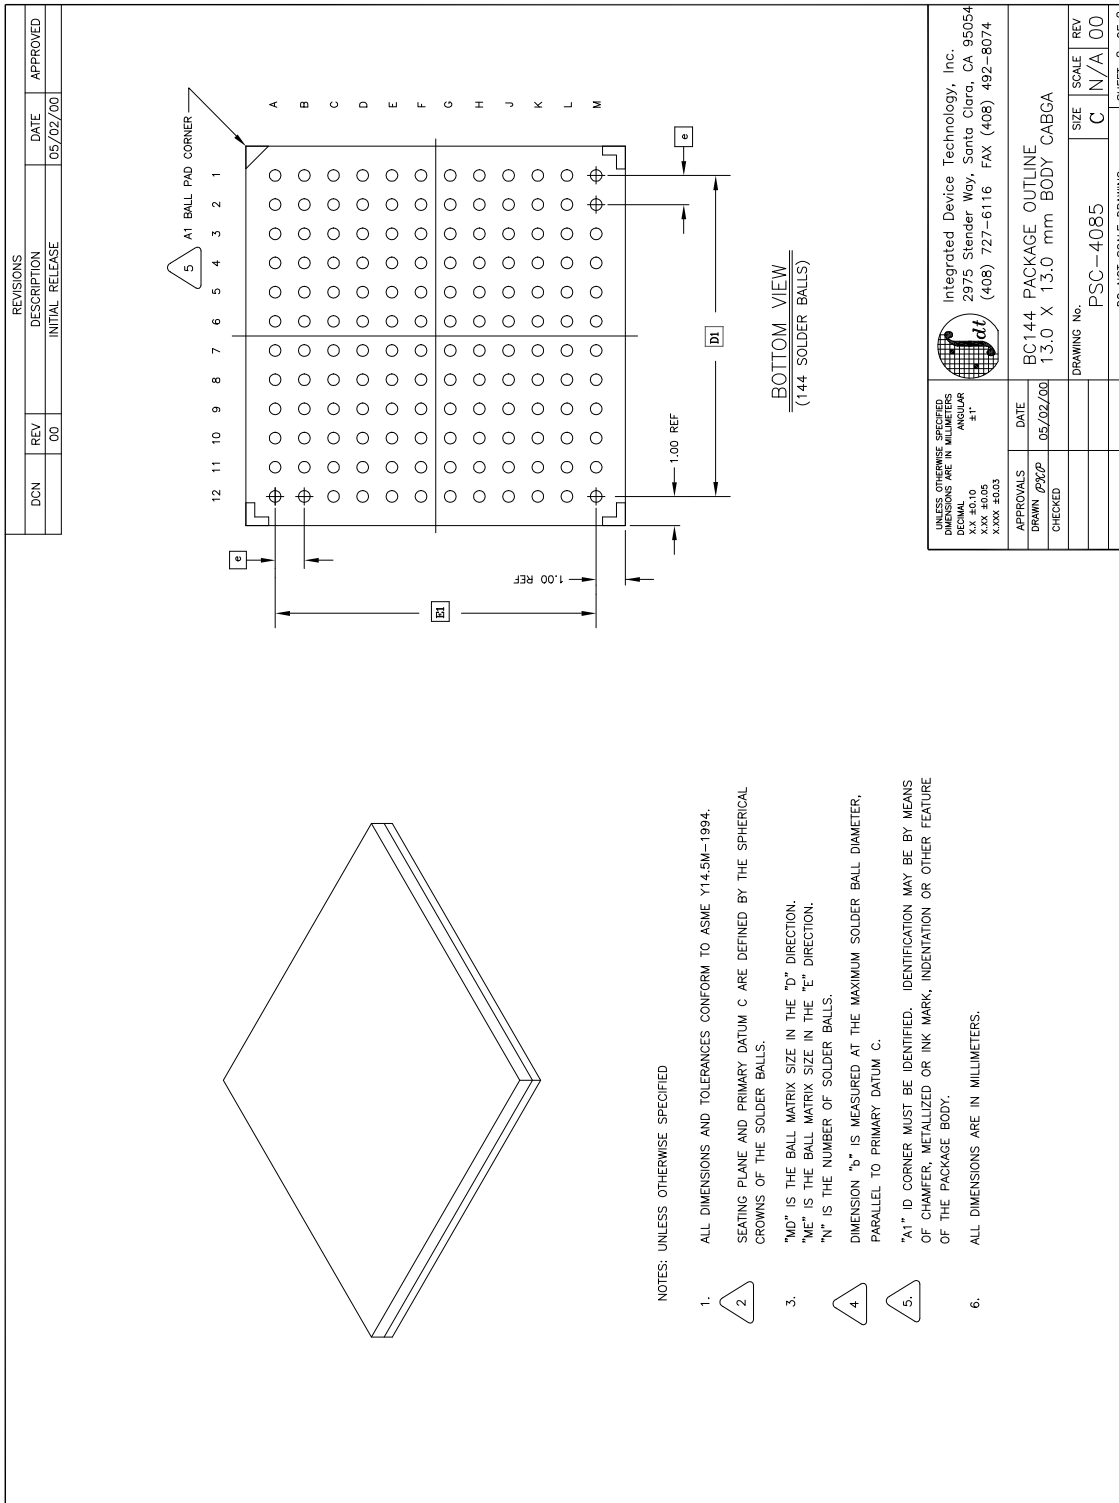 REVISIONS
DCN REV DESCRIPTION DATE APPROVED
00 INITIAL RELEASE 05/02/00
5 A1 BALL PAD CORNER
12 11 10 9 8 7 6 5 4 3 2 1
A
B
C
D
E
F
G
H
J
K
L
M
e
E1
1.00 REF
1.00 REF
D1
e
BOTTOM VIEW
(144 SOLDER BALLS)
NOTES: UNLESS OTHERWISE SPECIFIED
1. ALL DIMENSIONS AND TOLERANCES CONFORM TO ASME Y14.5M–1994.
2 SEATING PLANE AND PRIMARY DATUM C ARE DEFINED BY THE SPHERICAL
CROWNS OF THE SOLDER BALLS.
3. "MD" IS THE BALL MATRIX SIZE IN THE "D" DIRECTION.
"ME" IS THE BALL MATRIX SIZE IN THE "E" DIRECTION.
"N" IS THE NUMBER OF SOLDER BALLS.
4 DIMENSION "b" IS MEASURED AT THE MAXIMUM SOLDER BALL DIAMETER,
PARALLEL TO PRIMARY DATUM C.
5. "A1" ID CORNER MUST BE IDENTIFIED. IDENTIFICATION MAY BE BY MEANS
OF CHAMFER, METALLIZED OR INK MARK, INDENTATION OR OTHER FEATURE
OF THE PACKAGE BODY.
6. ALL DIMENSIONS ARE IN MILLIMETERS.
UNLESS OTHERWISE SPECIFIED
DIMENSIONS ARE IN MILLIMETERS
DECIMAL ANGULAR
X.X ±0.10 ±1°
X.XX ±0.05
X.XXX ±0.03
APPROVALS DATE
DRAWN PKP 05/02/00
CHECKED
idt
Integrated Device Technology, Inc.
2975 Stender Way, Santa Clara, CA 95054
(408) 727–6116 FAX (408) 492–8074
BC144 PACKAGE OUTLINE
13.0 X 13.0 mm BODY CABGA
DRAWING No. SIZE SCALE REV
PSC–4085 C N/A 00
DO NOT SCALE DRAWING